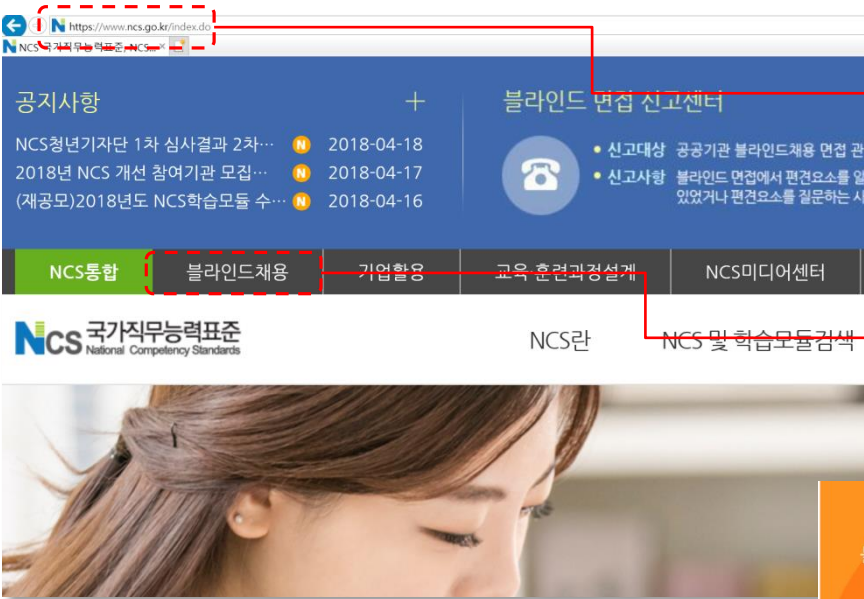 https://www.ncs.go.kr/index.do
NCS 국가직무능력표준, NCS...
공지사항
NCS청년기자단 1차 심사결과 2차… N 2018-04-18
2018년 NCS 개선 참여기관 모집… N 2018-04-17
(재공모)2018년도 NCS학습모듈 수… N 2018-04-16
블라인드 면접 신고센터
• 신고대상 공공기관 블라인드채용 면접 관
• 신고사항 블라인드 면접에서 편견요소를 일
있었거나 편견요소를 질문하는 사
NCS통합 블라인드채용 기업활용 교육·훈련과정설계 NCS미디어센터
NCS 국가직무능력표준
National Competency Standards
NCS란 NCS 및 학습모듈검색